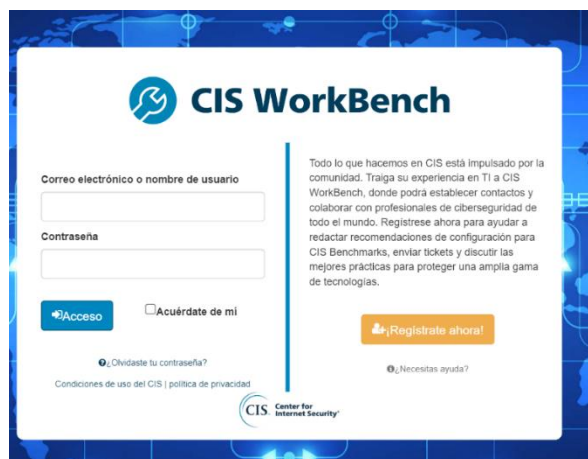 CIS WorkBench
Correo electrónico o nombre de usuario
Contraseña
Acceso
Acuérdate de mi
¿Olvidaste tu contraseña?
Condiciones de uso del CIS | política de privacidad
Todo lo que hacemos en CIS está impulsado por la
comunidad. Traiga su experiencia en TI a CIS
WorkBench, donde podrá establecer contactos y
colaborar con profesionales de ciberseguridad de
todo el mundo. Regístrese ahora para ayudar a
redactar recomendaciones de configuración para
CIS Benchmarks, enviar tickets y discutir las
mejores prácticas para proteger una amplia gama
de tecnologías.
¡Registrate ahora!
¿Necesitas ayuda?
CIS. Center for
Internet Security®